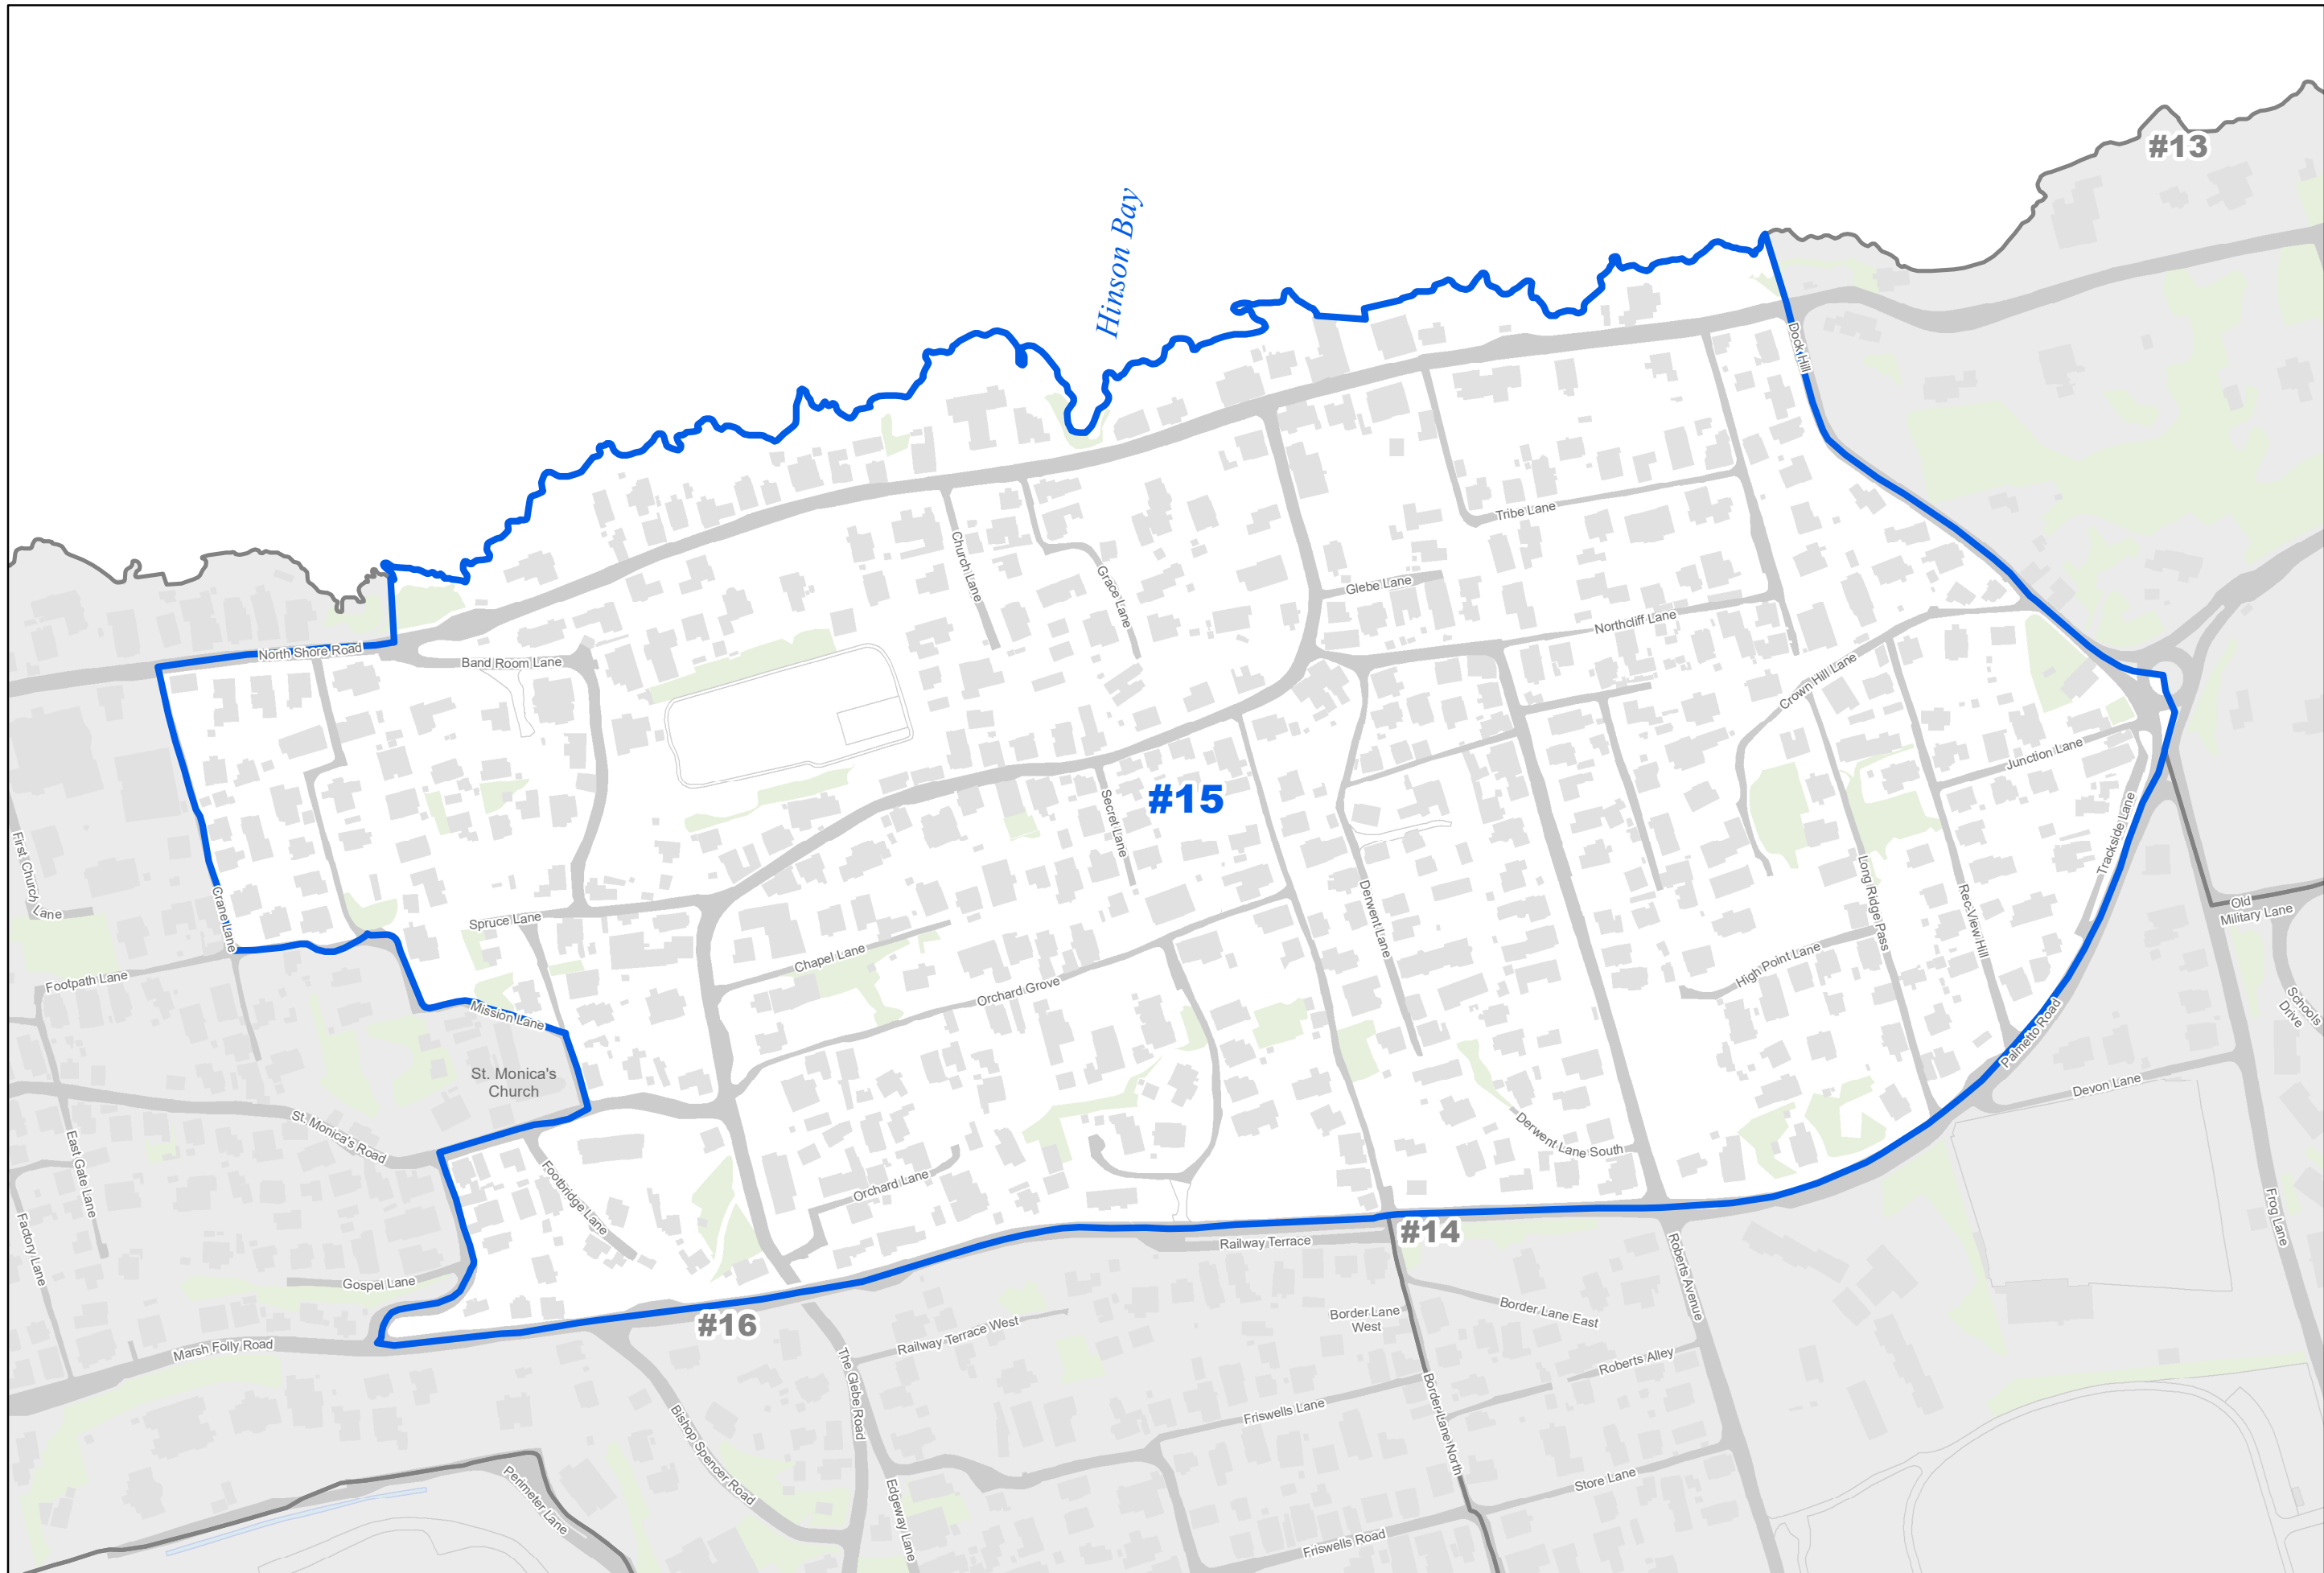 #13
Hinson Bay
Dock Hill
Tribe Lane
Church Lane
Grace Lane
Glebe Lane
Northcliff Lane
North Shore Road
Band Room Lane
Crown Hill Lane
Junction Lane
#15
Secret Lane
Trackside Lane
First Church
Lane
Crane Lane
Spruce Lane
Derwent Lane
Long Ridge Pass
Rec View Hill
Old
Military Lane
Chapel Lane
High Point Lane
Footpath Lane
Orchard Grove
Mission Lane
Schools
Drive
Palmetto Road
St. Monica's
Church
Devon Lane
St. Monica's Road
East Gate Lane
Derwent Lane South
Footbridge Lane
Orchard Lane
Factory Lane
Frog Lane
#14
Railway Terrace
Roberts Avenue
Gospel Lane
#16
Border Lane
West
Border Lane East
Railway Terrace West
Marsh Folly Road
The Glebe Road
Roberts Alley
Border Lane North
Friswells Lane
Bishop Spencer Road
Store Lane
Perimeter Lane
Edgeway Lane
Friswells Road